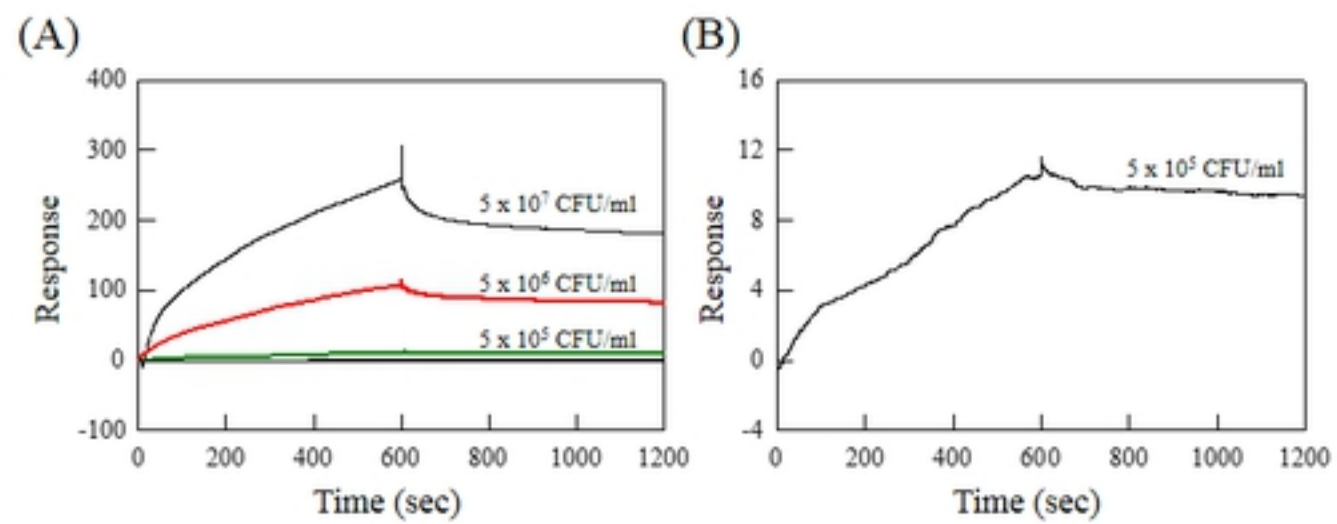 (A)
400
300
200
100
0
-100
Response
5 x 10⁷ CFU/ml
5 x 10⁶ CFU/ml
5 x 10⁵ CFU/ml
0 200 400 600 800 1000 1200
Time (sec)
(B)
16
12
8
4
0
-4
Response
5 x 10⁵ CFU/ml
0 200 400 600 800 1000 1200
Time (sec)